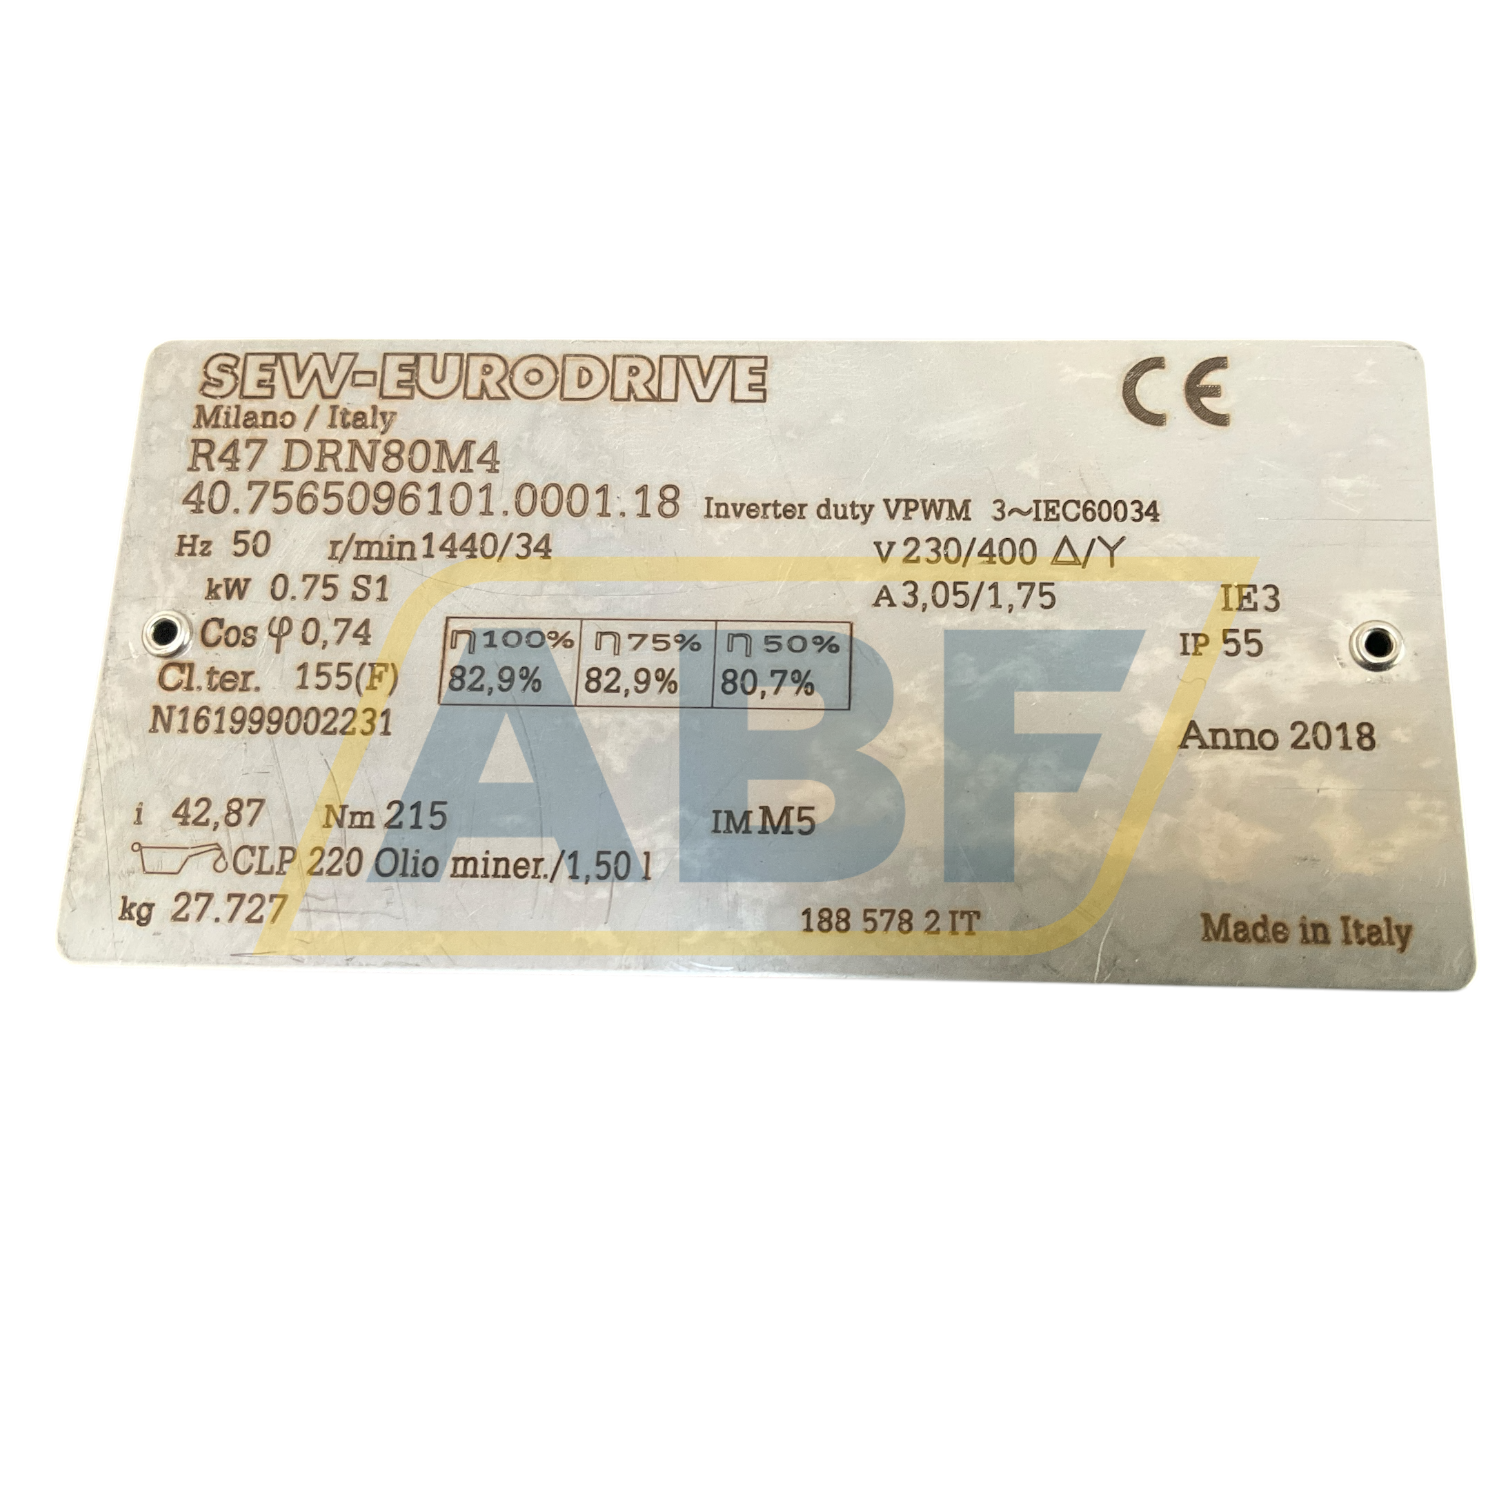 SEW-EURODRIVE CE
Milano / Italy
R47 DRN80M4
40.7565096101.0001.18 Inverter duty VPWM 3~IEC60034
Hz 50 r/min 1440/34 V 230/400 Δ/Y
kW 0.75 S1 A 3,05/1,75 IE3
Cos φ 0,74 η 100% η 75% η 50% IP 55
Cl.ter. 155(F) 82,9% 82,9% 80,7%
N161999002231 Anno 2018
i 42,87 Nm 215 IM M5
CLP 220 Olio miner./1,50 l
kg 27.727 188 578 2 IT Made in Italy
ABF